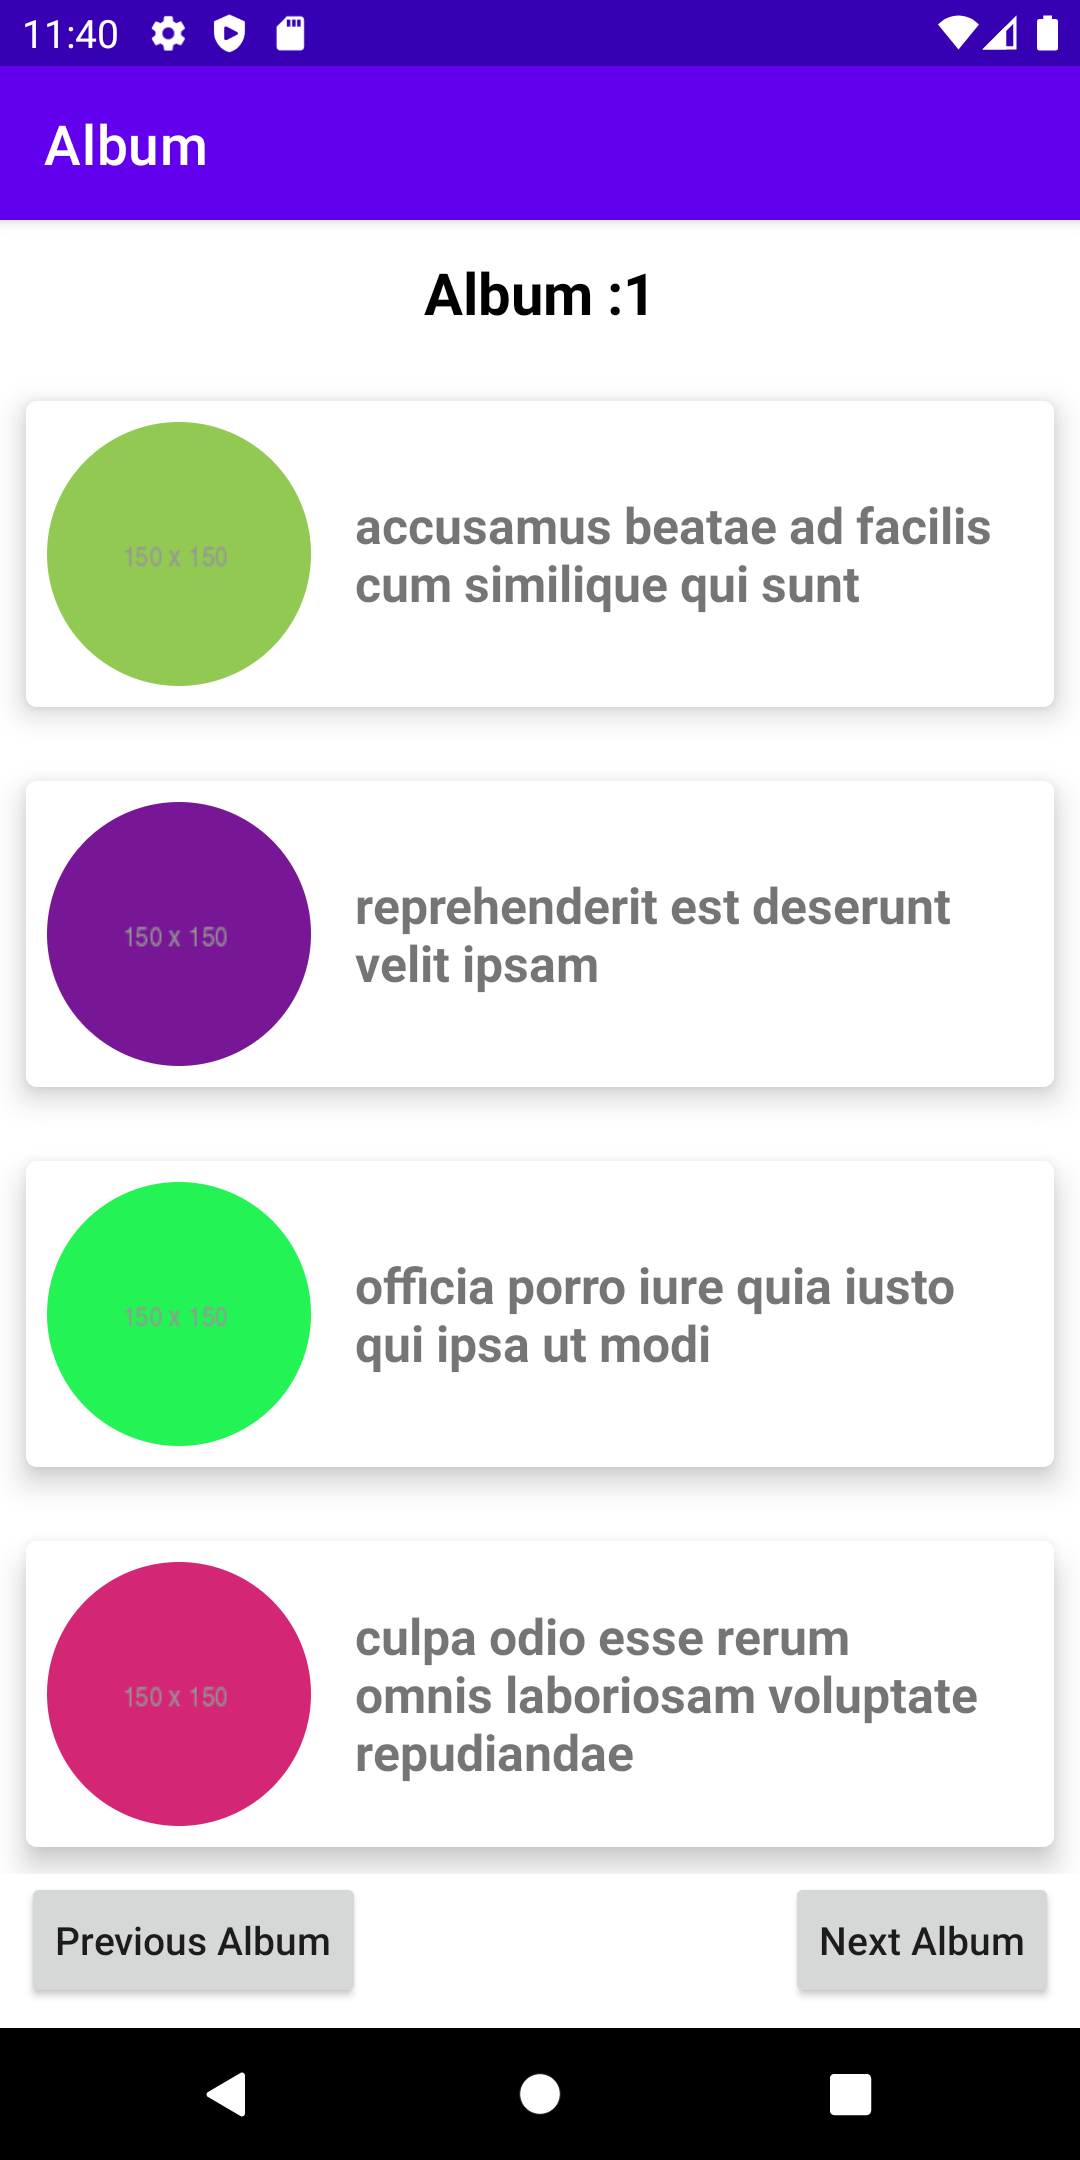 11:40
Album
Album :1
150 x 150
accusamus beatae ad facilis
cum similique qui sunt
150 x 150
reprehenderit est deserunt
velit ipsam
150 x 150
officia porro iure quia iusto
qui ipsa ut modi
150 x 150
culpa odio esse rerum
omnis laboriosam voluptate
repudiandae
Previous Album
Next Album